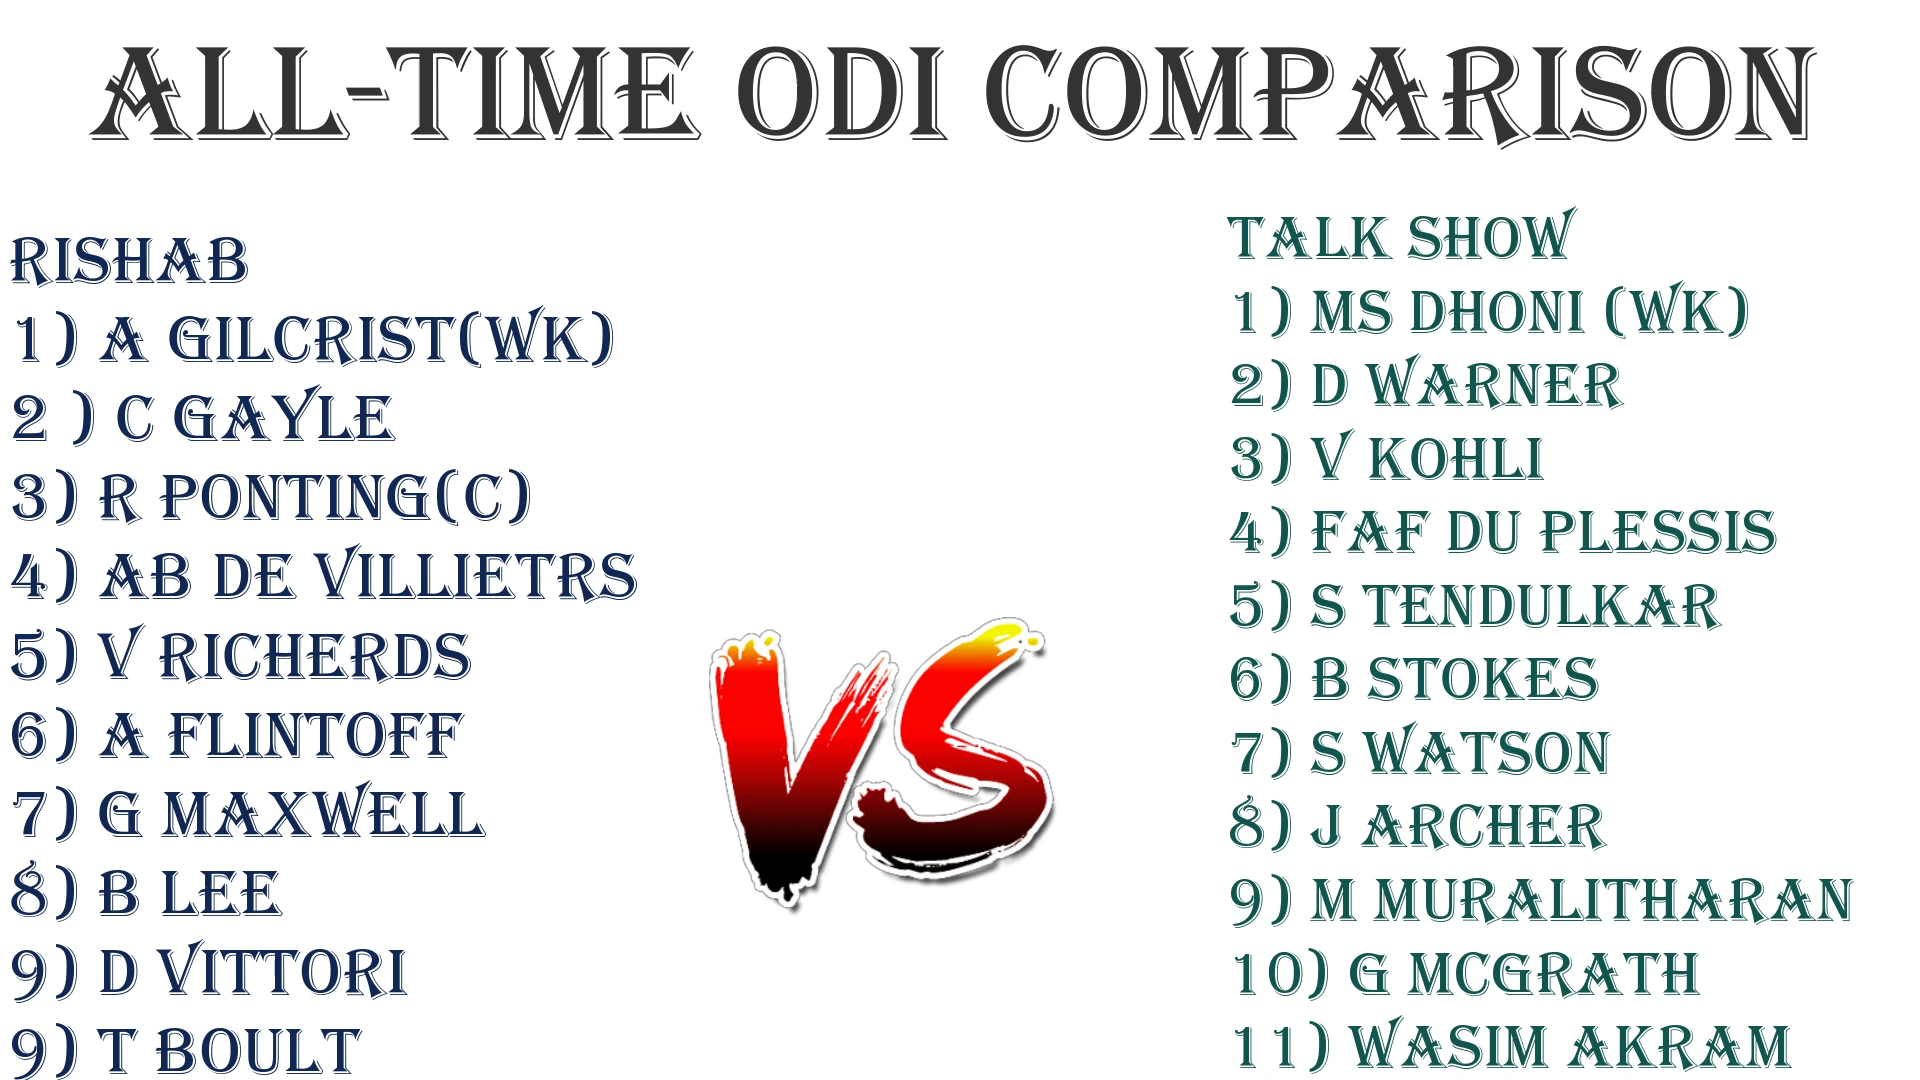 ALL-TIME ODI COMPARISON
RISHAB
1) A GILCRIST(WK)
2 ) C GAYLE
3) R PONTING(C)
4) AB DE VILLIETRS
5) V RICHERDS
6) A FLINTOFF
7) G MAXWELL
8) B LEE
9) D VITTORI
9) T BOULT
VS
TALK SHOW
1) MS DHONI (WK)
2) D WARNER
3) V KOHLI
4) FAF DU PLESSIS
5) S TENDULKAR
6) B STOKES
7) S WATSON
8) J ARCHER
9) M MURALITHARAN
10) G MCGRATH
11) WASIM AKRAM